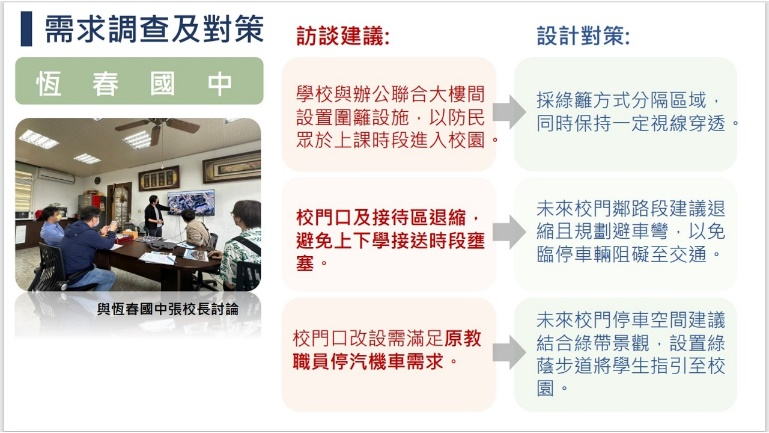 需求調查及對策
恆春國中
與恆春國中張校長討論
訪談建議:
學校與辦公聯合大樓間
設置圍籬設施，以防民
眾於上課時段進入校園。
校門口及接待區退縮，
避免上下學接送時段壅
塞。
校門口改設需滿足原教
職員停汽機車需求。
設計對策:
採綠籬方式分隔區域，
同時保持一定視線穿透。
未來校門鄰路段建議退
縮且規劃避車彎，以免
臨停車輛阻礙至交通。
未來校門停車空間建議
結合綠帶景觀，設置綠
蔭步道將學生指引至校
園。